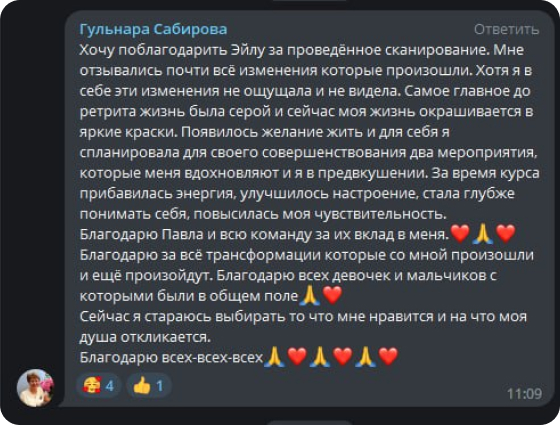 Гульнара Сабирова Ответить
Хочу поблагодарить Эйлу за проведённое сканирование. Мне
отзывались почти всё изменения которые произошли. Хотя я в
себе эти изменения не ощущала и не видела. Самое главное до
ретрита жизнь была серой и сейчас моя жизнь окрашивается в
яркие краски. Появилось желание жить и для себя я
спланировала для своего совершенствования два мероприятия,
которые меня вдохновляют и я в предвкушении. За время курса
прибавилась энергия, улучшилось настроение, стала глубже
понимать себя, повысилась моя чувствительность.
Благодарю Павла и всю команду за их вклад в меня.❤️🙏❤️
Благодарю за всё трансформации которые со мной произошли
и ещё произойдут. Благодарю всех девочек и мальчиков с
которыми были в общем поле🙏❤️
Сейчас я стараюсь выбирать то что мне нравится и на что моя
душа откликается.
Благодарю всех-всех-всех🙏❤️🙏❤️🙏❤️
🥰 4 👍 1
11:09